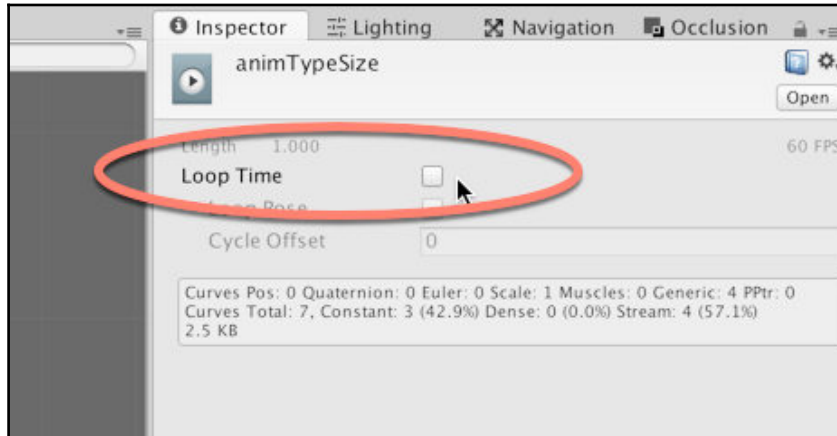 Inspector Lighting Navigation Occlusion
animTypeSize
Open
Length 1.000 60 FPS
Loop Time
Loop Pose
Cycle Offset 0
Curves Pos: 0 Quaternion: 0 Euler: 0 Scale: 1 Muscles: 0 Generic: 4 PPtr: 0
Curves Total: 7, Constant: 3 (42.9%) Dense: 0 (0.0%) Stream: 4 (57.1%)
2.5 KB